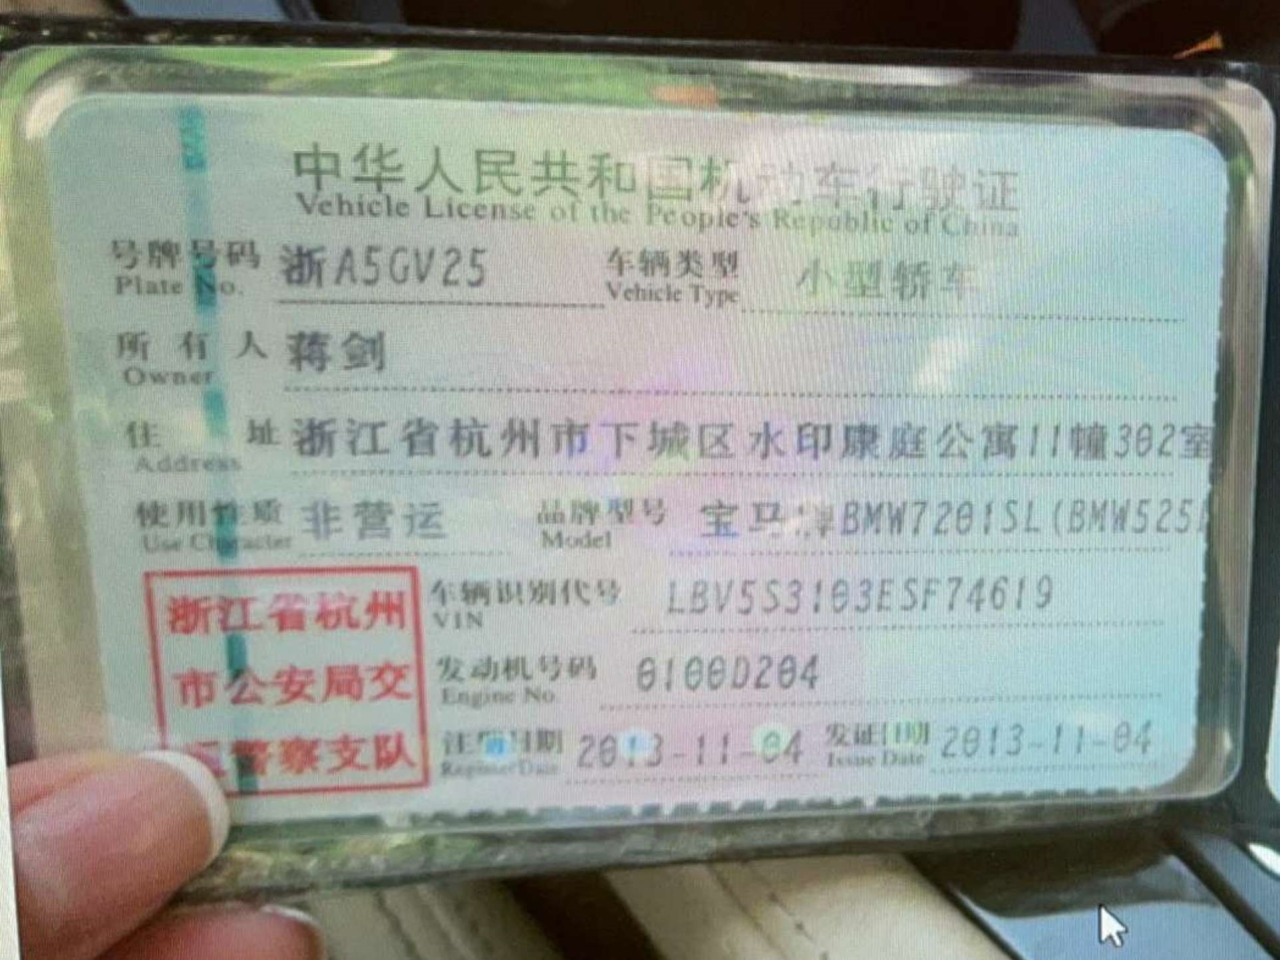 中华人民共和国机动车行驶证
Vehicle License of the People's Republic of China
号牌号码 浙A5GV25 车辆类型 小型轿车
Plate No. Vehicle Type
所有人 蒋剑
Owner
住址 浙江省杭州市下城区水印康庭公寓11幢302室
Address
使用性质 非营运 品牌型号 宝马牌BMW7201SL(BMW525
Use Character Model
浙江省杭州
市公安局交
警察支队
车辆识别代号 LBV5S3103ESF74619
VIN
发动机号码 0100D204
Engine No.
注册日期 2013-11-04 发证日期 2013-11-04
Register Date Issue Date